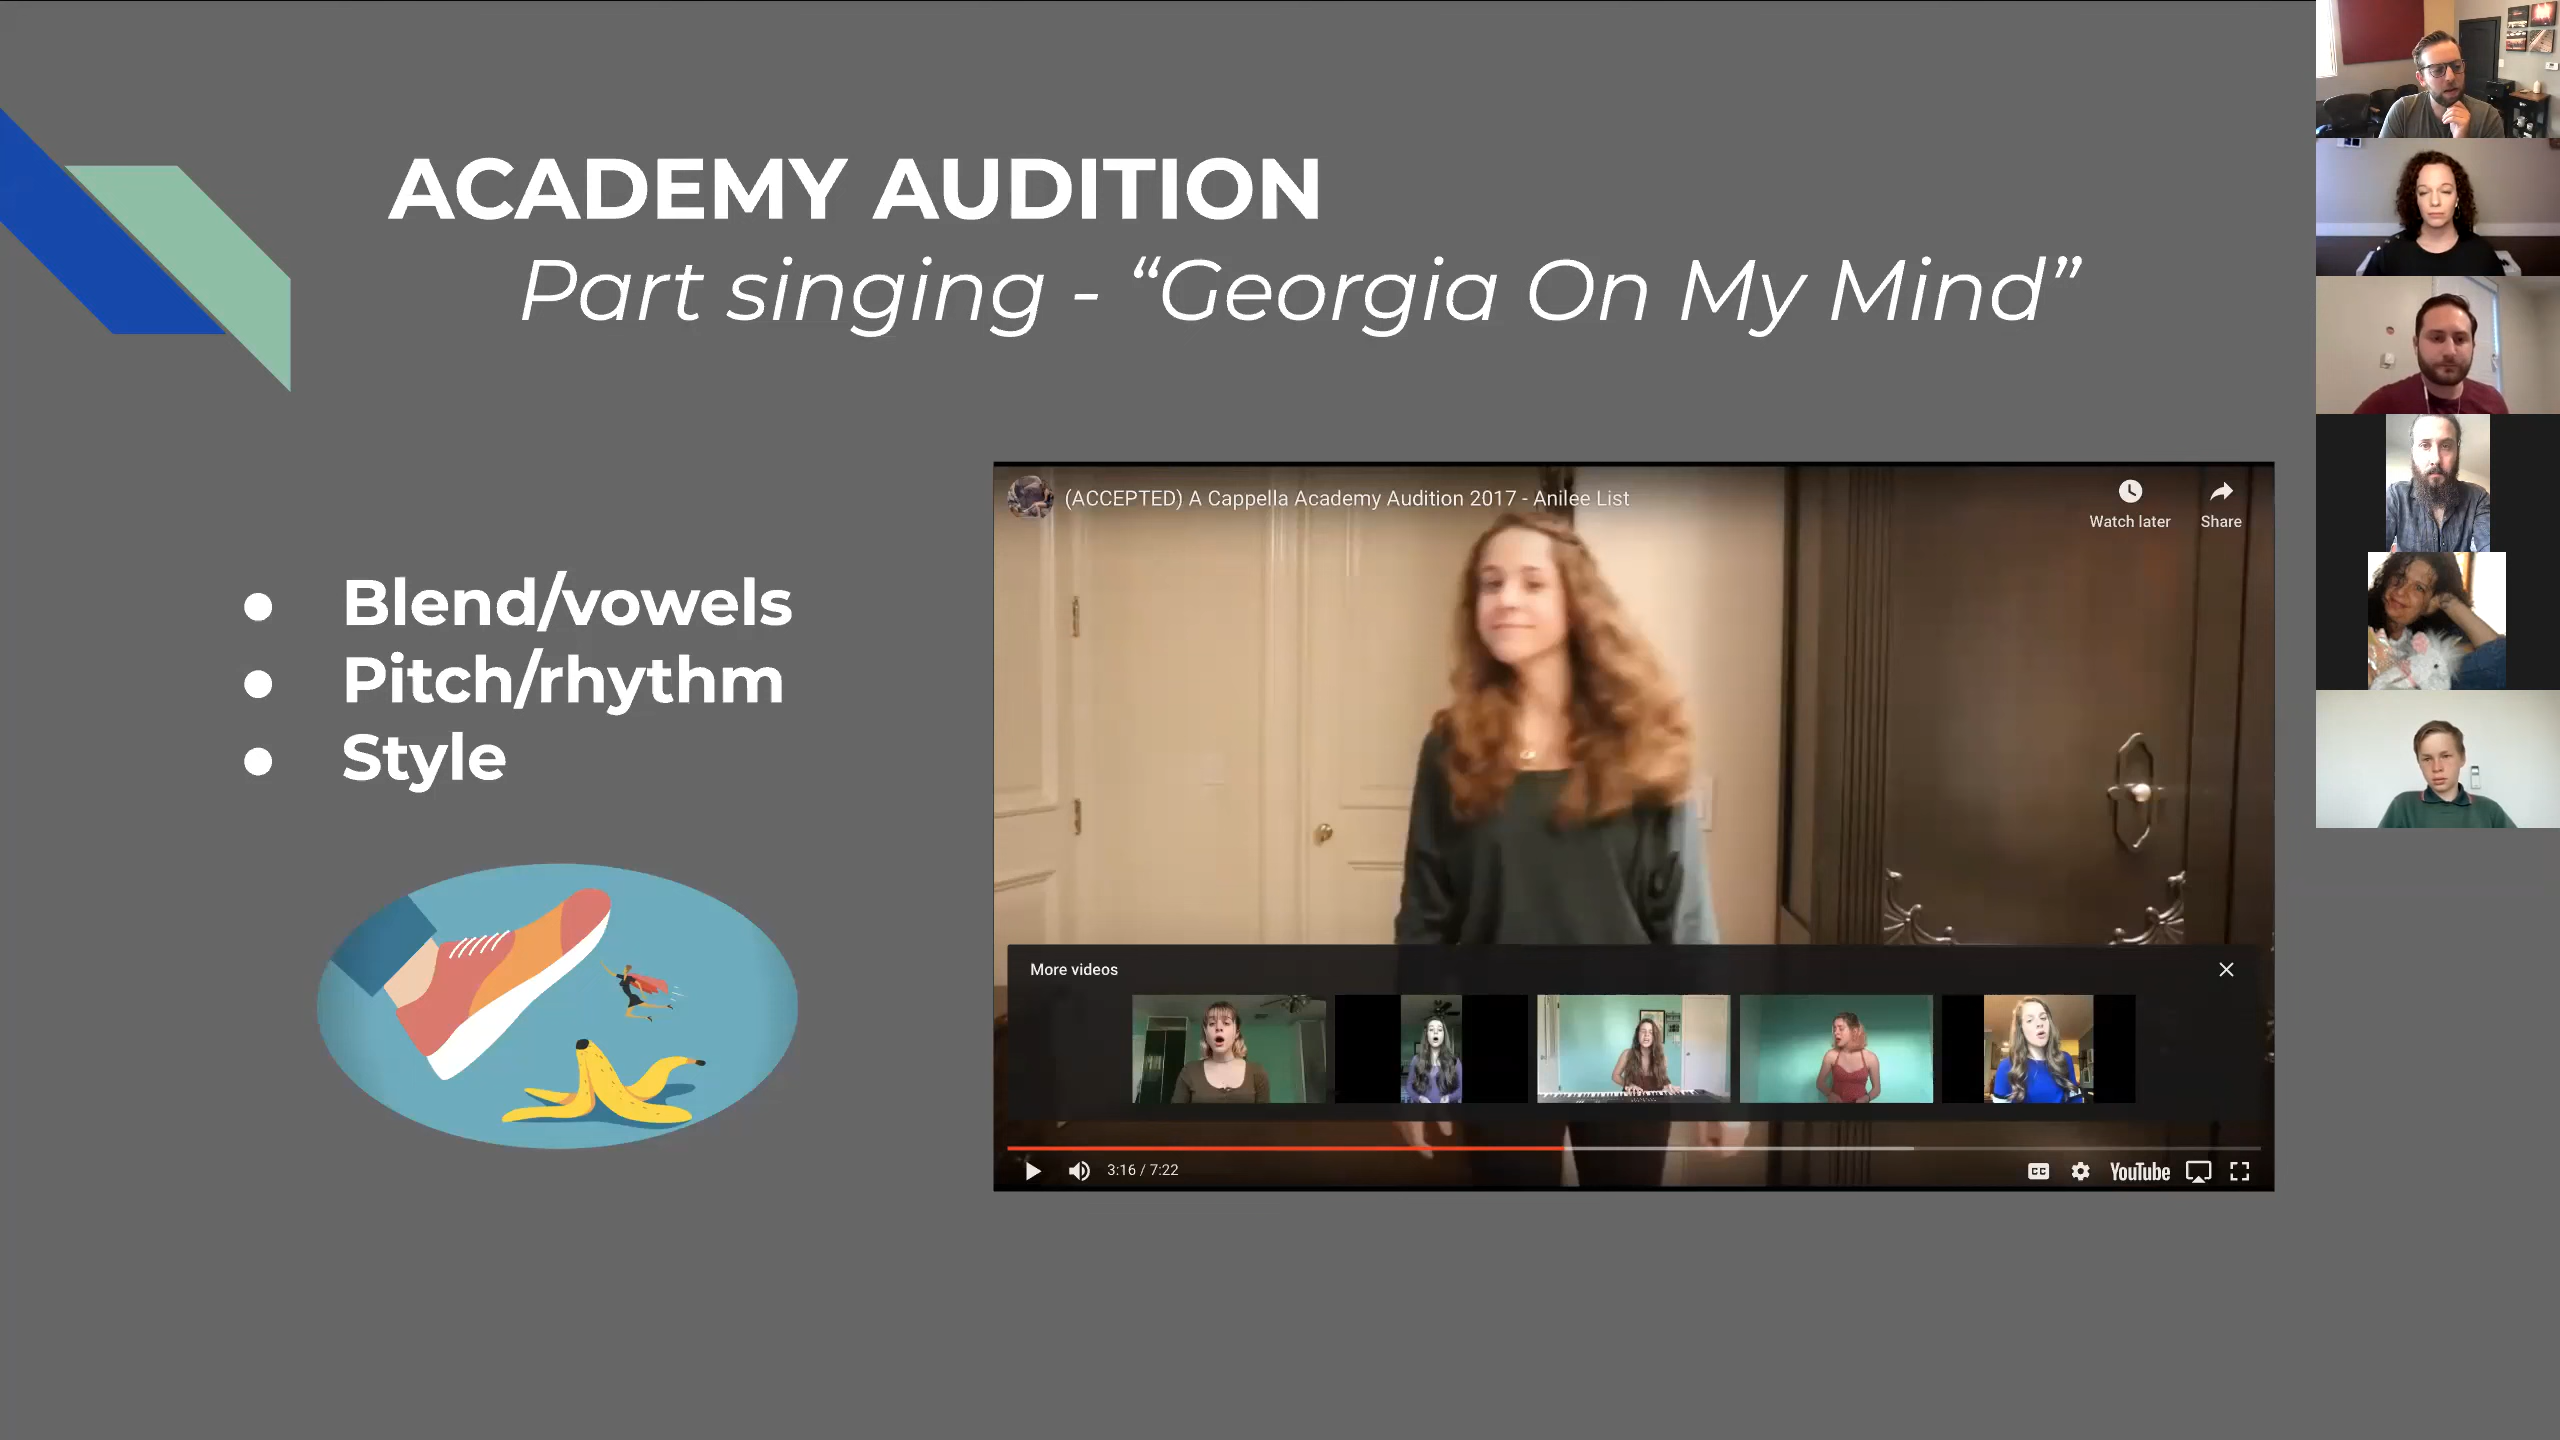 ACADEMY AUDITION
Part singing - “Georgia On My Mind”
● Blend/vowels
● Pitch/rhythm
● Style
(ACCEPTED) A Cappella Academy Audition 2017 - Anilee List
Watch later
Share
More videos
3:16 / 7:22
CC
YouTube